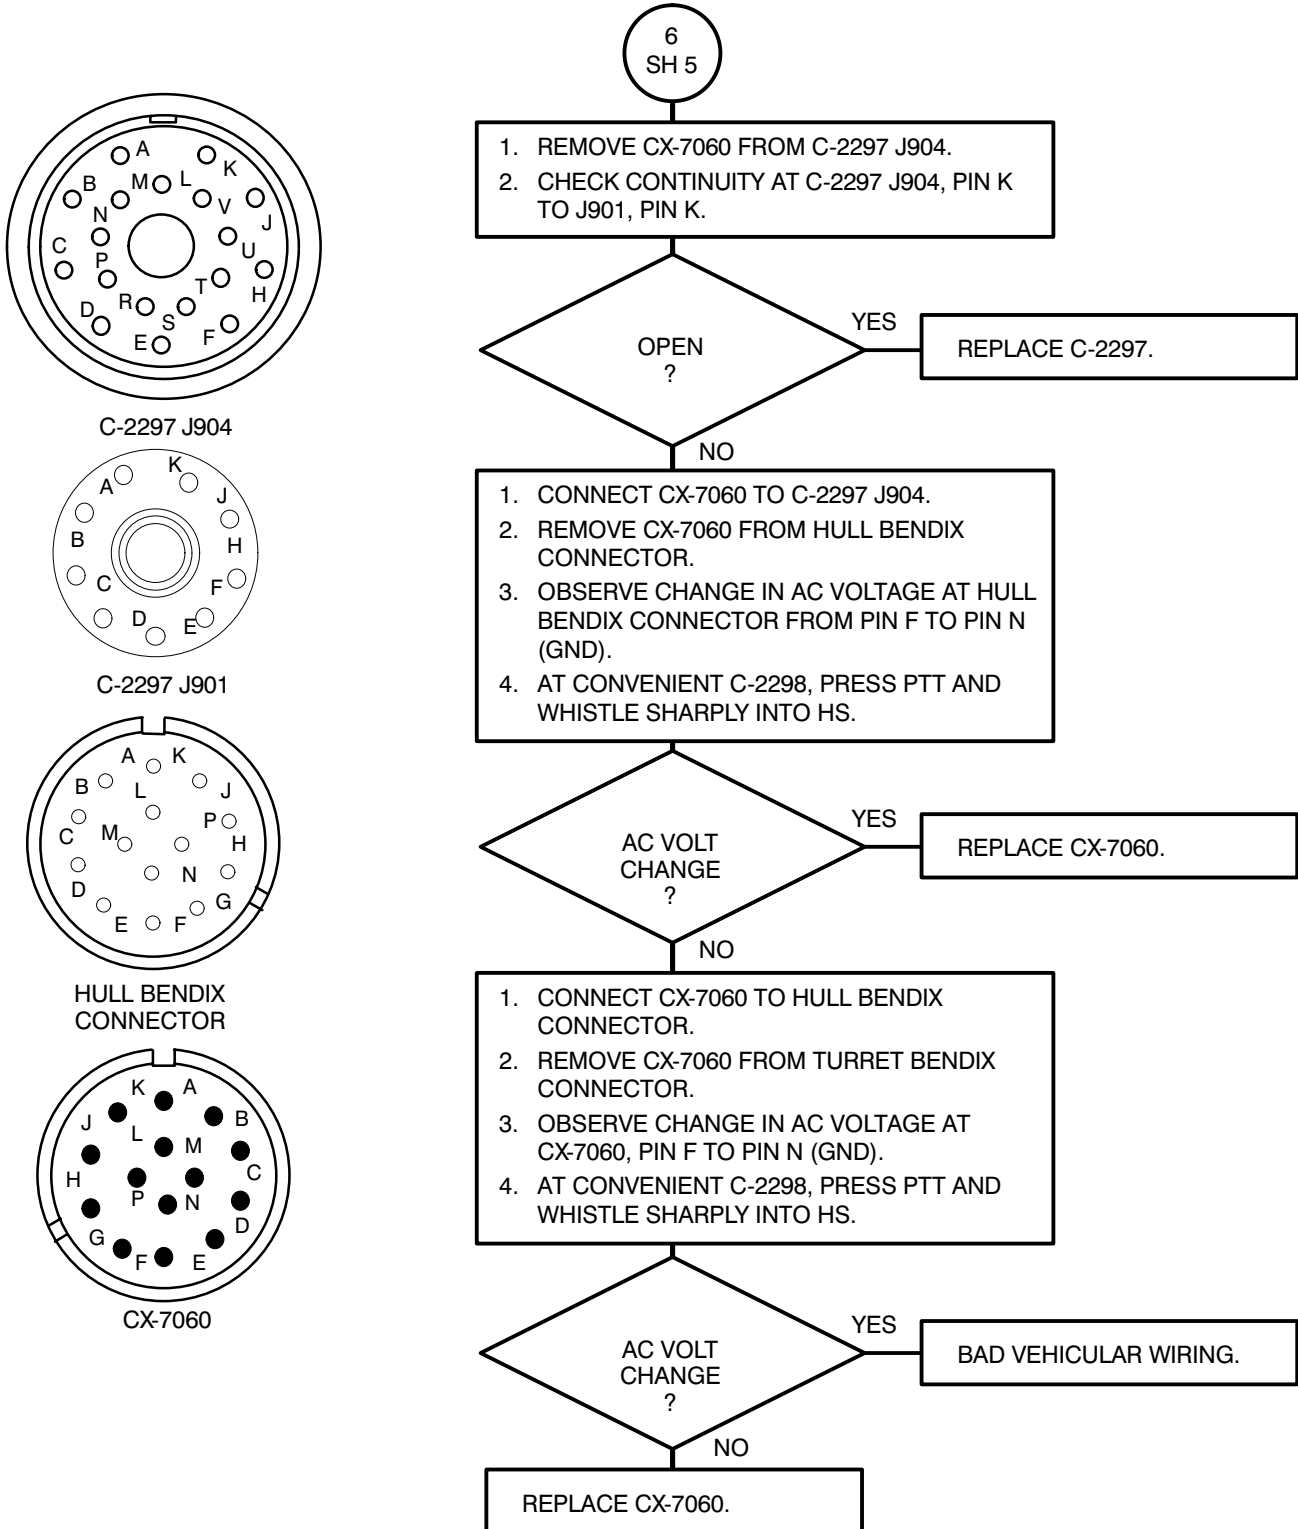 6
SH 5
1. REMOVE CX-7060 FROM C-2297 J904.
2. CHECK CONTINUITY AT C-2297 J904, PIN K
TO J901, PIN K.
OPEN
?
YES
REPLACE C-2297.
NO
1. CONNECT CX-7060 TO C-2297 J904.
2. REMOVE CX-7060 FROM HULL BENDIX
CONNECTOR.
3. OBSERVE CHANGE IN AC VOLTAGE AT HULL
BENDIX CONNECTOR FROM PIN F TO PIN N
(GND).
4. AT CONVENIENT C-2298, PRESS PTT AND
WHISTLE SHARPLY INTO HS.
AC VOLT
CHANGE
?
YES
REPLACE CX-7060.
NO
1. CONNECT CX-7060 TO HULL BENDIX
CONNECTOR.
2. REMOVE CX-7060 FROM TURRET BENDIX
CONNECTOR.
3. OBSERVE CHANGE IN AC VOLTAGE AT
CX-7060, PIN F TO PIN N (GND).
4. AT CONVENIENT C-2298, PRESS PTT AND
WHISTLE SHARPLY INTO HS.
AC VOLT
CHANGE
?
YES
BAD VEHICULAR WIRING.
NO
REPLACE CX-7060.
A
K
B
M
L
V
J
N
C
U
P
T
H
D
R
S
F
E
C-2297 J904
K
A
J
B
H
C
F
D
E
C-2297 J901
A
K
B
L
J
C
M
P
H
D
N
G
E
F
HULL BENDIX
CONNECTOR
K
A
J
B
L
M
H
C
P
N
D
G
F
E
CX-7060